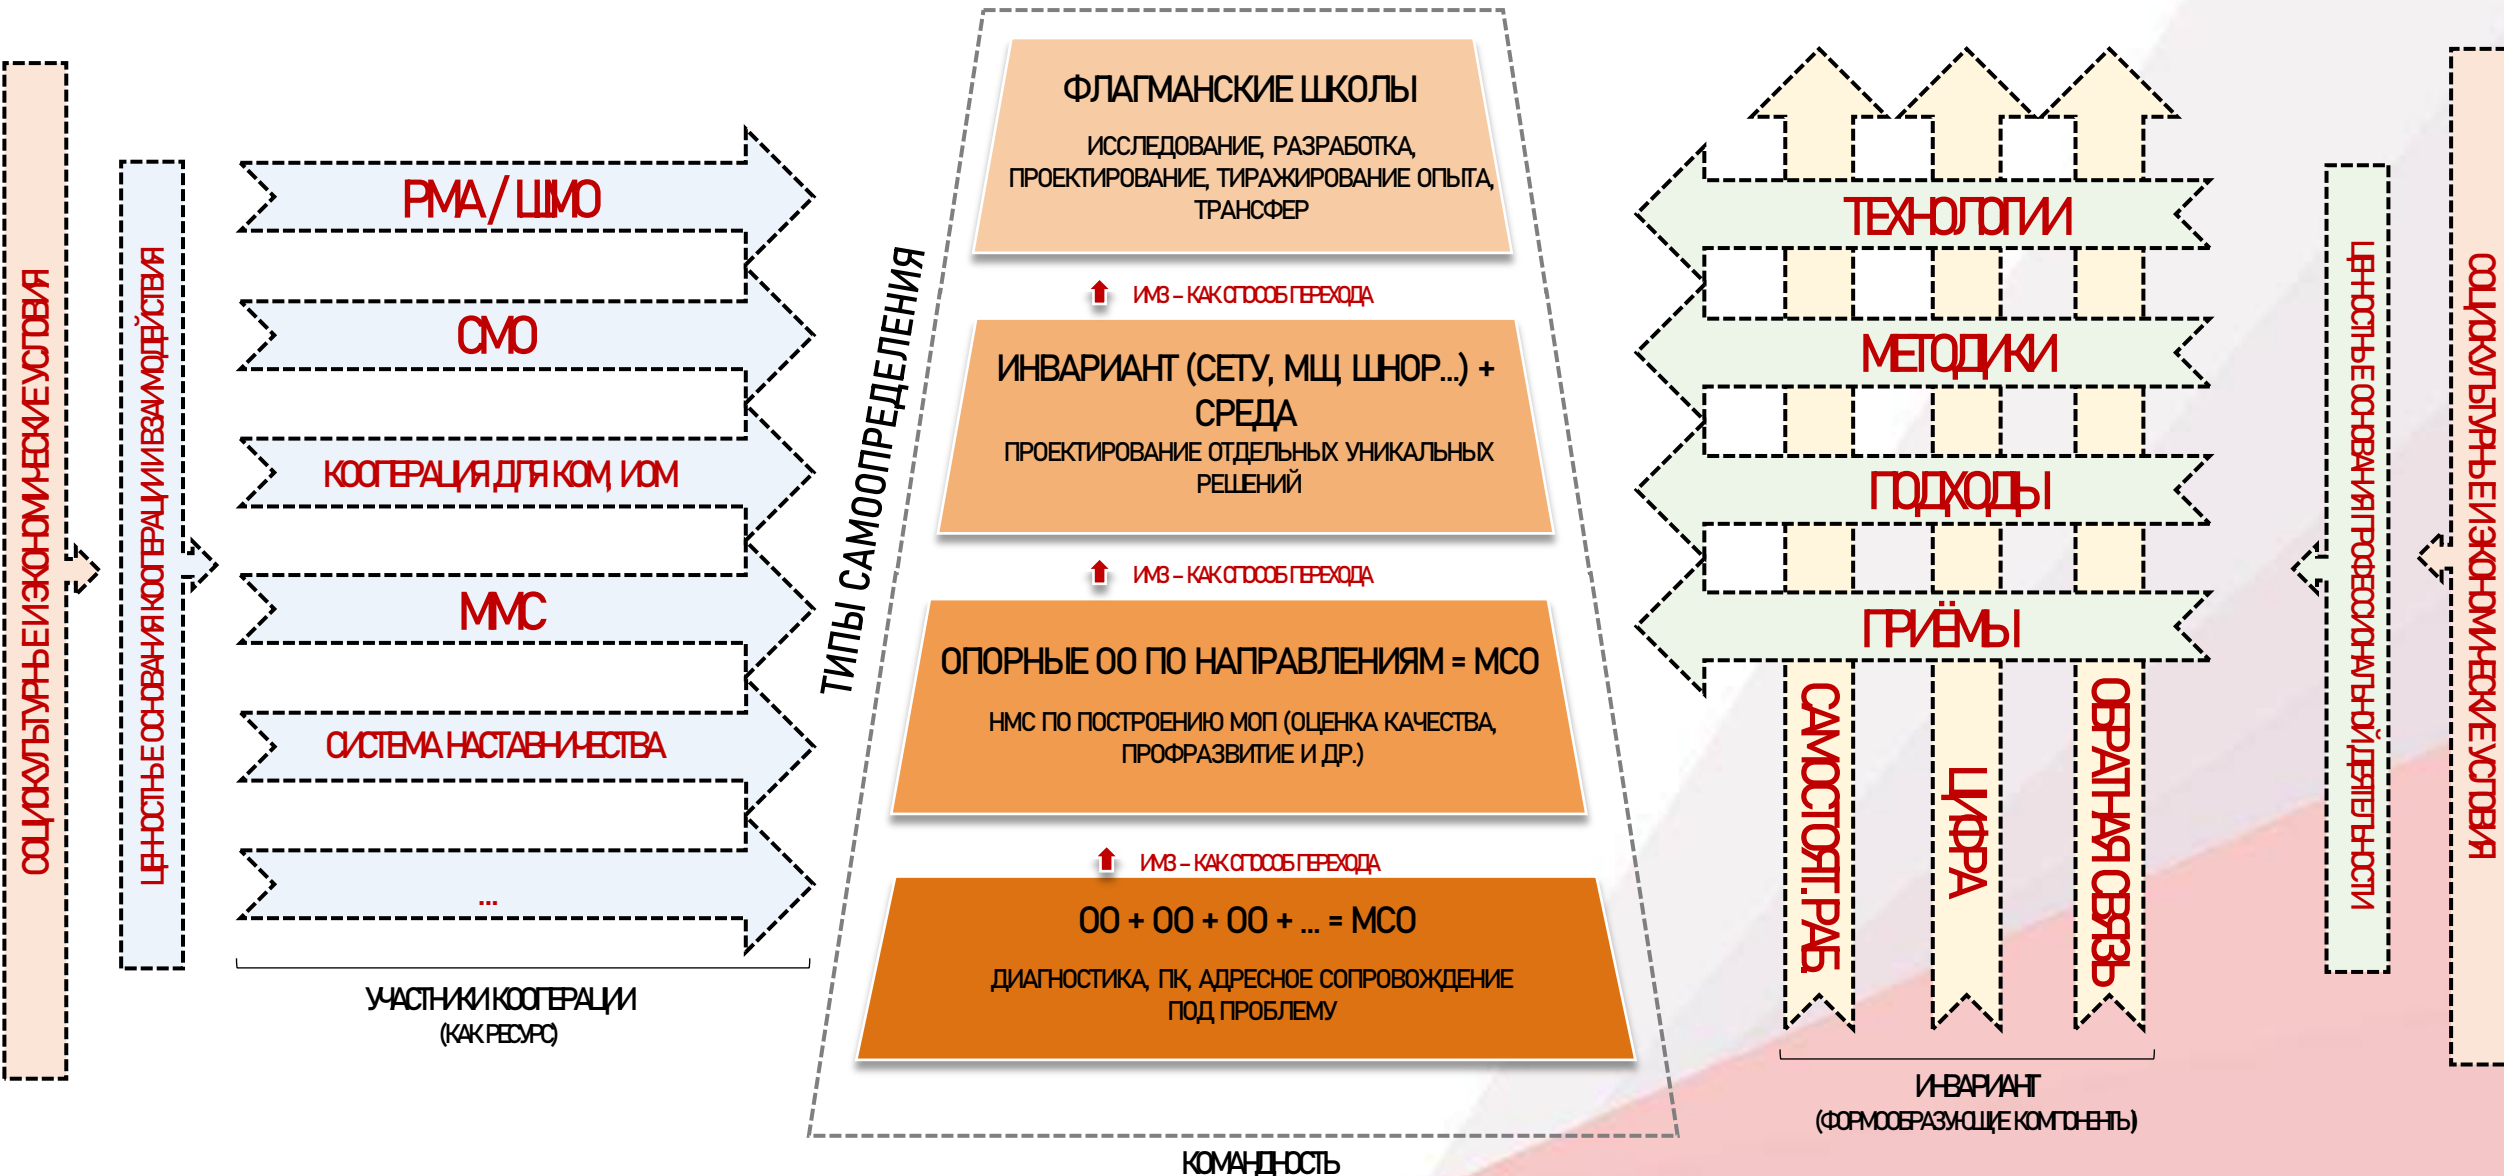 СОЦИОКУЛЬТУРНЫЕ И ЭКОНОМИЧЕСКИЕ УСЛОВИЯ
ЦЕННОСТНЫЕ ОСНОВАНИЯ КООПЕРАЦИИ И ВЗАИМОДЕЙСТВИЯ
РМА / ШМО
СМО
КООПЕРАЦИЯ ДЛЯ КОМ, ИОМ
ММС
СИСТЕМА НАСТАВНИЧЕСТВА
...
УЧАСТНИКИ КООПЕРАЦИИ
(КАК РЕСУРС)
ТИПЫ САМООПРЕДЕЛЕНИЯ
ФЛАГМАНСКИЕ ШКОЛЫ
ИССЛЕДОВАНИЕ, РАЗРАБОТКА,
ПРОЕКТИРОВАНИЕ, ТИРАЖИРОВАНИЕ ОПЫТА,
ТРАНСФЕР
ИМЗ – КАК СПОСОБ ПЕРЕХОДА
ИНВАРИАНТ (СЕТУ, МЩ, ШНОР...) +
СРЕДА
ПРОЕКТИРОВАНИЕ ОТДЕЛЬНЫХ УНИКАЛЬНЫХ
РЕШЕНИЙ
ИМЗ – КАК СПОСОБ ПЕРЕХОДА
ОПОРНЫЕ ОО ПО НАПРАВЛЕНИЯМ = МСО
НМС ПО ПОСТРОЕНИЮ МОП (ОЦЕНКА КАЧЕСТВА,
ПРОФРАЗВИТИЕ И ДР.)
ИМЗ – КАК СПОСОБ ПЕРЕХОДА
ОО + ОО + ОО + ... = МСО
ДИАГНОСТИКА, ПК, АДРЕСНОЕ СОПРОВОЖДЕНИЕ
ПОД ПРОБЛЕМУ
КОМАНДНОСТЬ
ТЕХНОЛОГИИ
МЕТОДИКИ
ПОДХОДЫ
ПРИЁМЫ
САМОСТОЯТ. РАБ.
ЦИФРА
ОБРАТНАЯ СВЯЗЬ
ИНВАРИАНТ
(ФОРМООБРАЗУЮЩИЕ КОМПОНЕНТЫ)
ЦЕННОСТНЫЕ ОСНОВАНИЯ ПРОФЕССИОНАЛЬНОЙ ДЕЯТЕЛЬНОСТИ
СОЦИОКУЛЬТУРНЫЕ И ЭКОНОМИЧЕСКИЕ УСЛОВИЯ